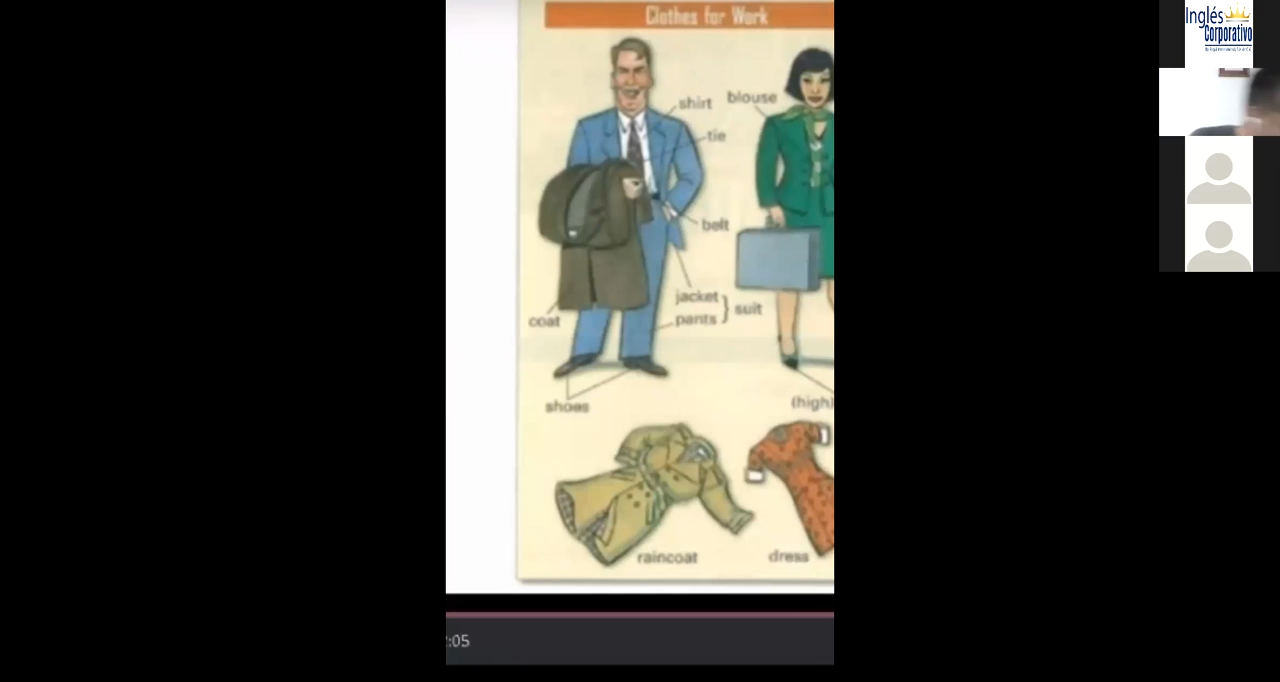 Clothes for Work
shirt
blouse
tie
belt
jacket
pants
suit
coat
shoes
(high)
raincoat
dress
:05
Inglés
Corporativo